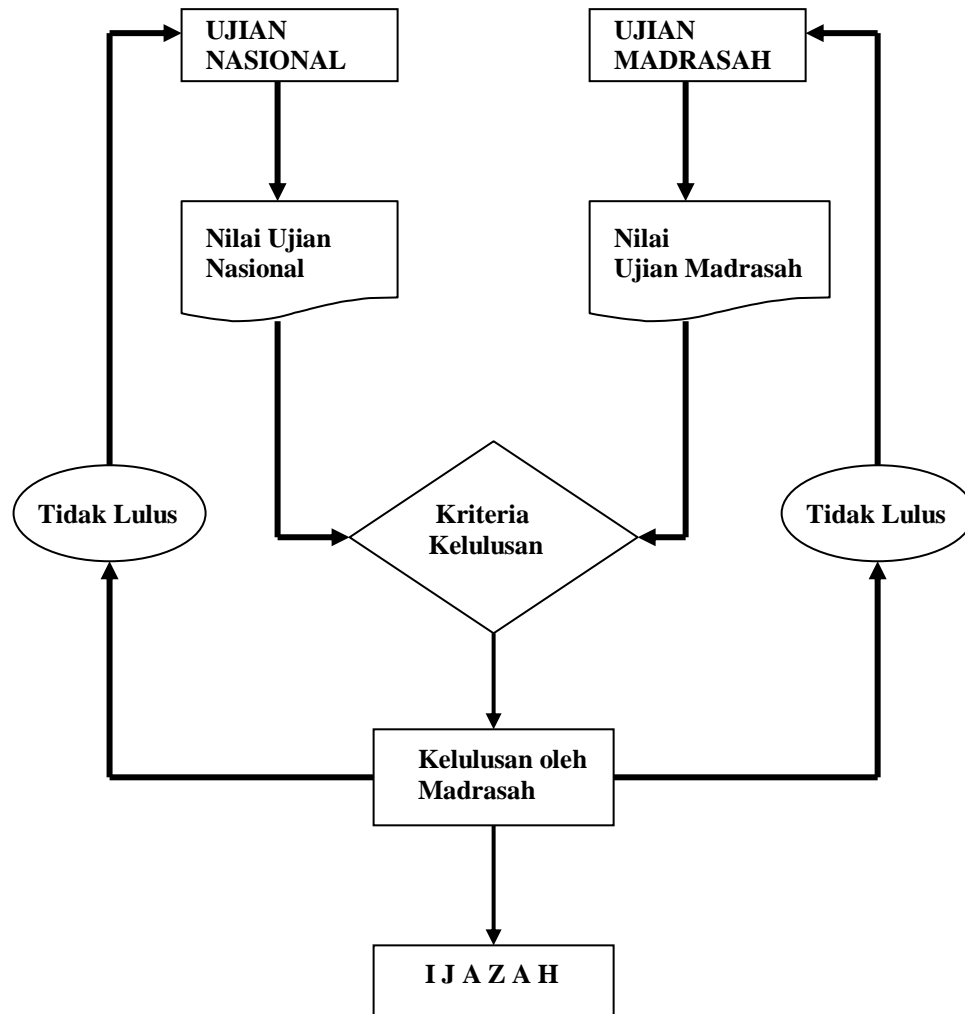 UJIAN
NASIONAL
UJIAN
MADRASAH
Nilai Ujian
Nasional
Nilai
Ujian Madrasah
Tidak Lulus
Kriteria
Kelulusan
Tidak Lulus
Kelulusan oleh
Madrasah
I J A Z A H